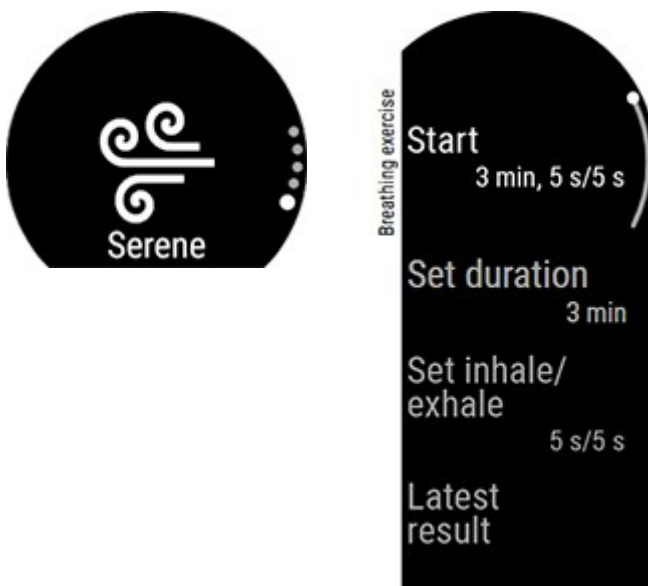 Serene
Breathing exercise
Start
3 min, 5 s/5 s
Set duration
3 min
Set inhale/
exhale
5 s/5 s
Latest
result